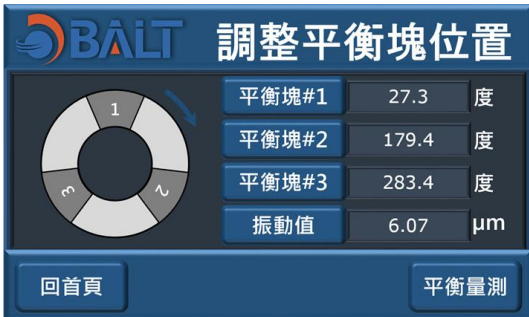 BALT 調整平衡塊位置
1
2
3
平衡塊#1 27.3 度
平衡塊#2 179.4 度
平衡塊#3 283.4 度
振動值 6.07 μm
回首頁 平衡量測